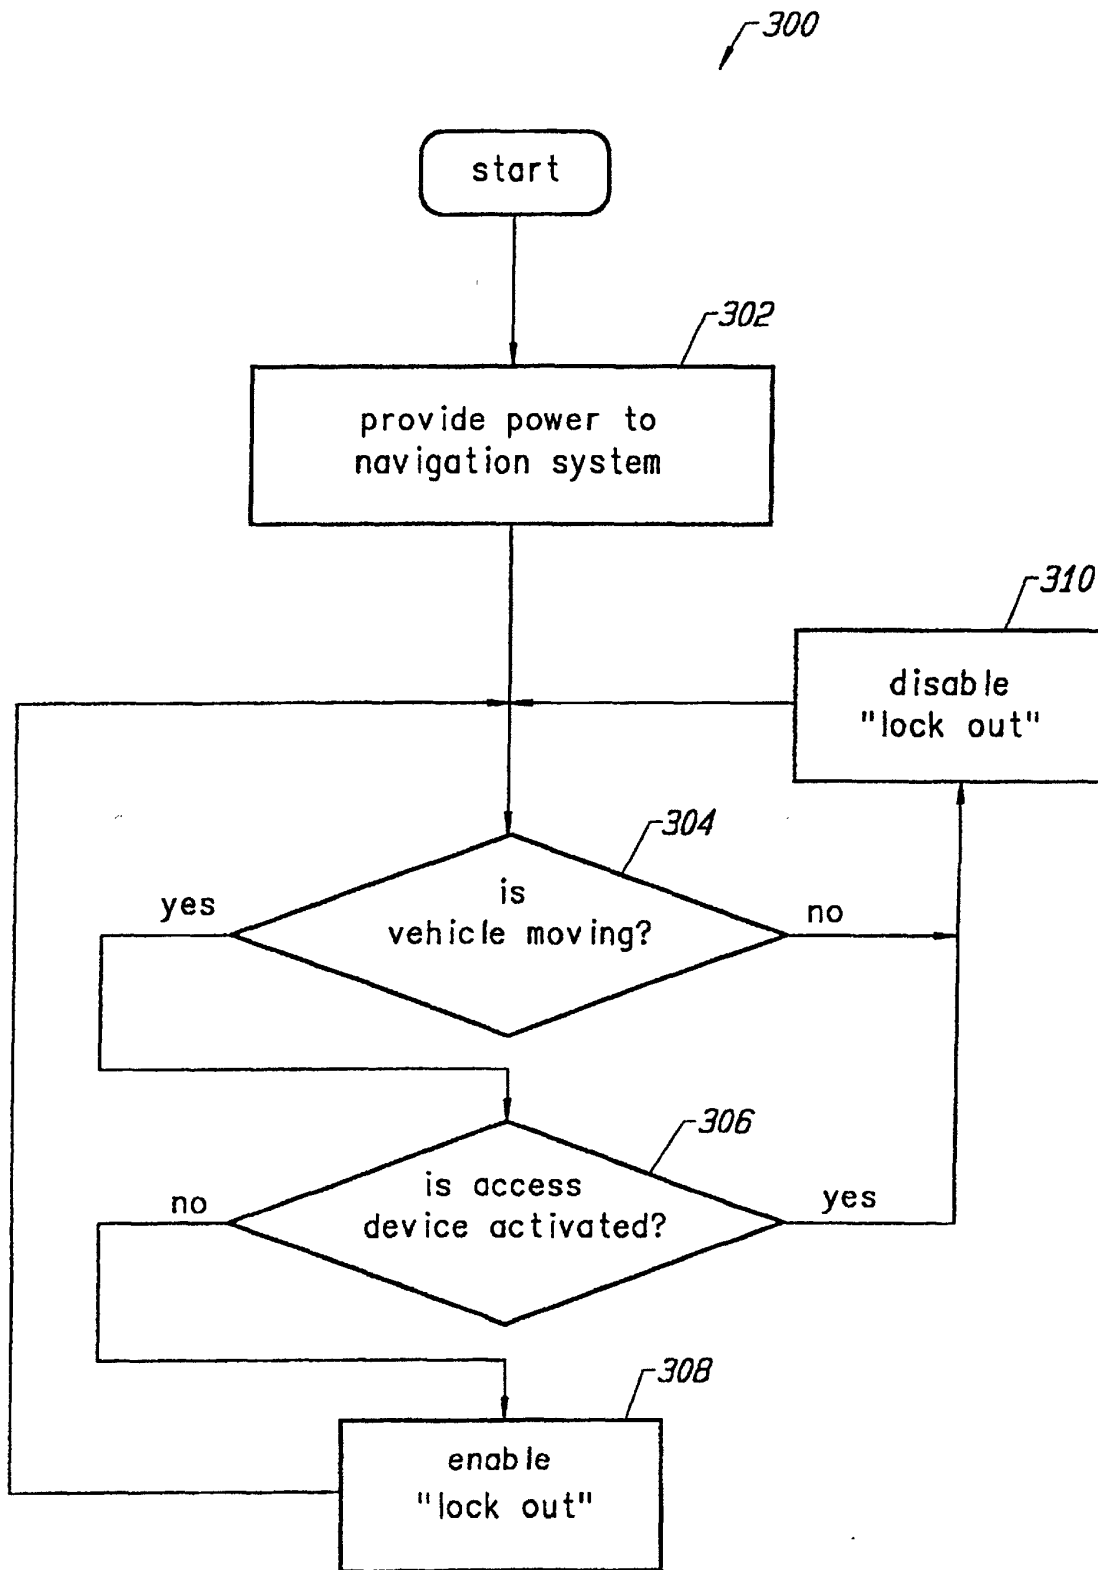 300
start
302
provide power to
navigation system
310
disable
"lock out"
304
is
vehicle moving?
yes
no
306
is access
device activated?
no
yes
308
enable
"lock out"